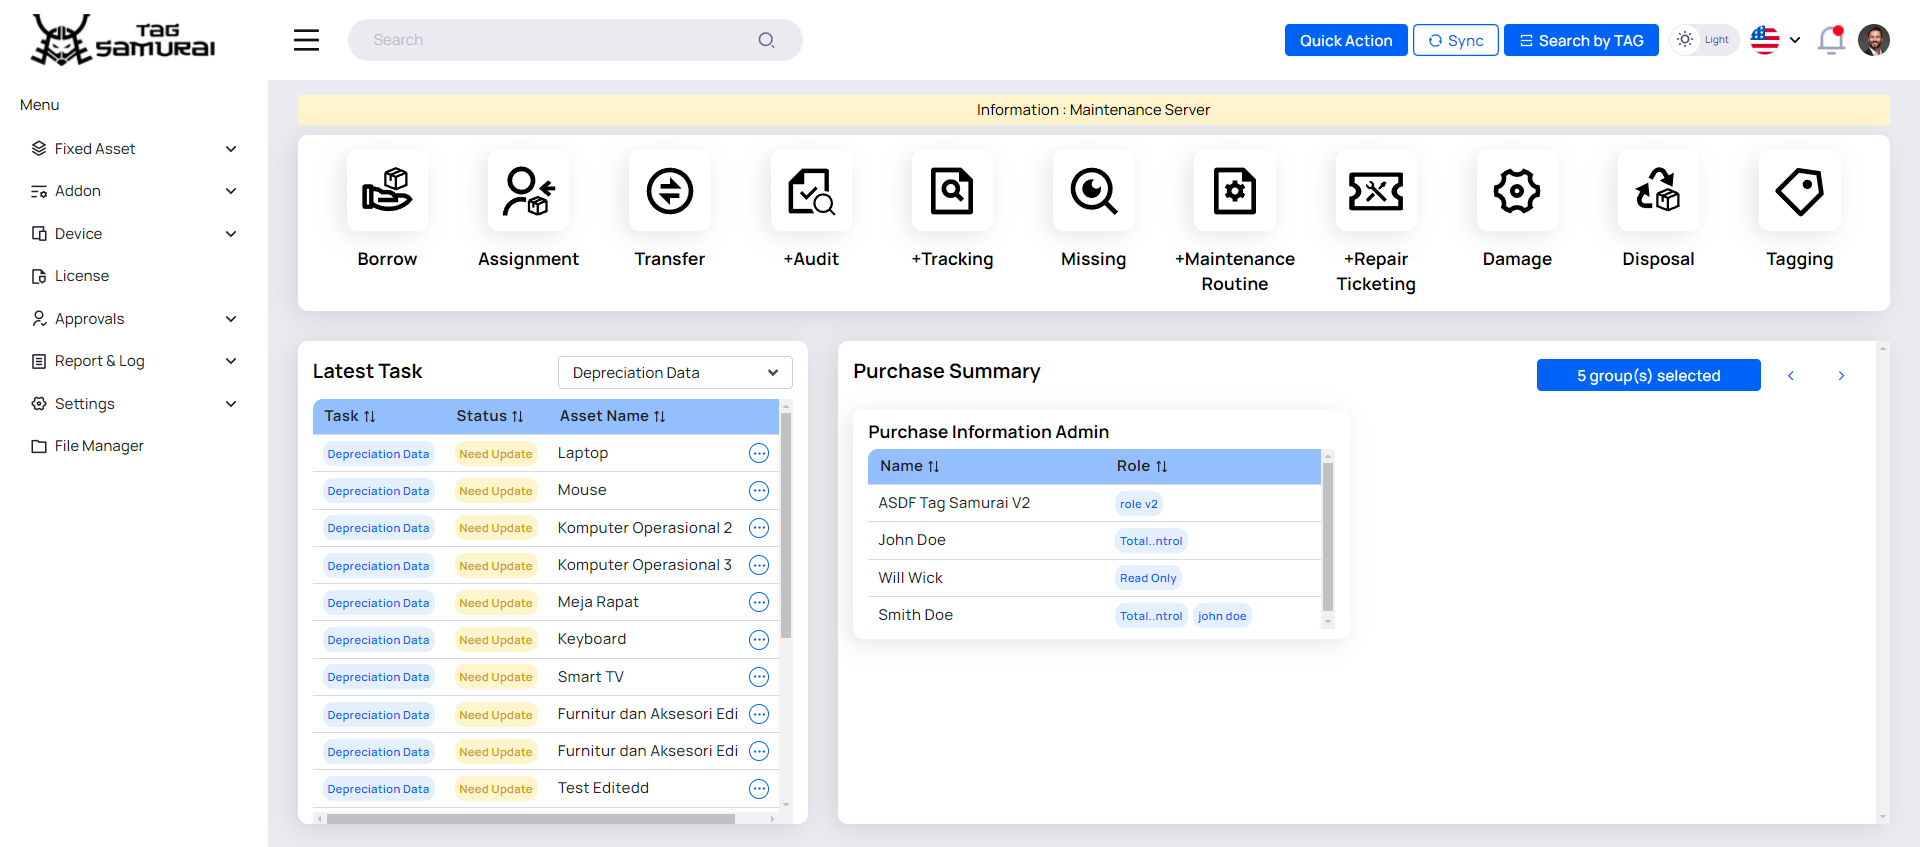 TAG
SAMURAI
Search
Quick Action
Sync
Search by TAG
Light
Menu
Fixed Asset
Addon
Device
License
Approvals
Report & Log
Settings
File Manager
Information : Maintenance Server
Borrow
Assignment
Transfer
+Audit
+Tracking
Missing
+Maintenance
Routine
+Repair
Ticketing
Damage
Disposal
Tagging
Latest Task
Depreciation Data
Task Status Asset Name
Depreciation Data Need Update Laptop
Depreciation Data Need Update Mouse
Depreciation Data Need Update Komputer Operasional 2
Depreciation Data Need Update Komputer Operasional 3
Depreciation Data Need Update Meja Rapat
Depreciation Data Need Update Keyboard
Depreciation Data Need Update Smart TV
Depreciation Data Need Update Furnitur dan Aksesori Edi
Depreciation Data Need Update Furnitur dan Aksesori Edi
Depreciation Data Need Update Test Editedd
Purchase Summary
5 group(s) selected
Purchase Information Admin
Name Role
ASDF Tag Samurai V2 role v2
John Doe Total..ntrol
Will Wick Read Only
Smith Doe Total..ntrol john doe